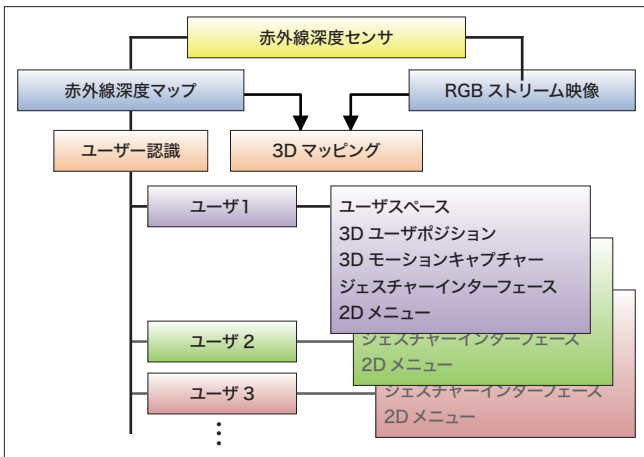 赤外線深度センサ
赤外線深度マップ
RGB ストリーム映像
ユーザー認識
3D マッピング
ユーザ1
ユーザスペース
3D ユーザポジション
3D モーションキャプチャー
ジェスチャーインターフェース
2D メニュー
ユーザ 2
ジェスチャーインターフェース
2D メニュー
ユーザ 3
ジェスチャーインターフェース
2D メニュー
⋮